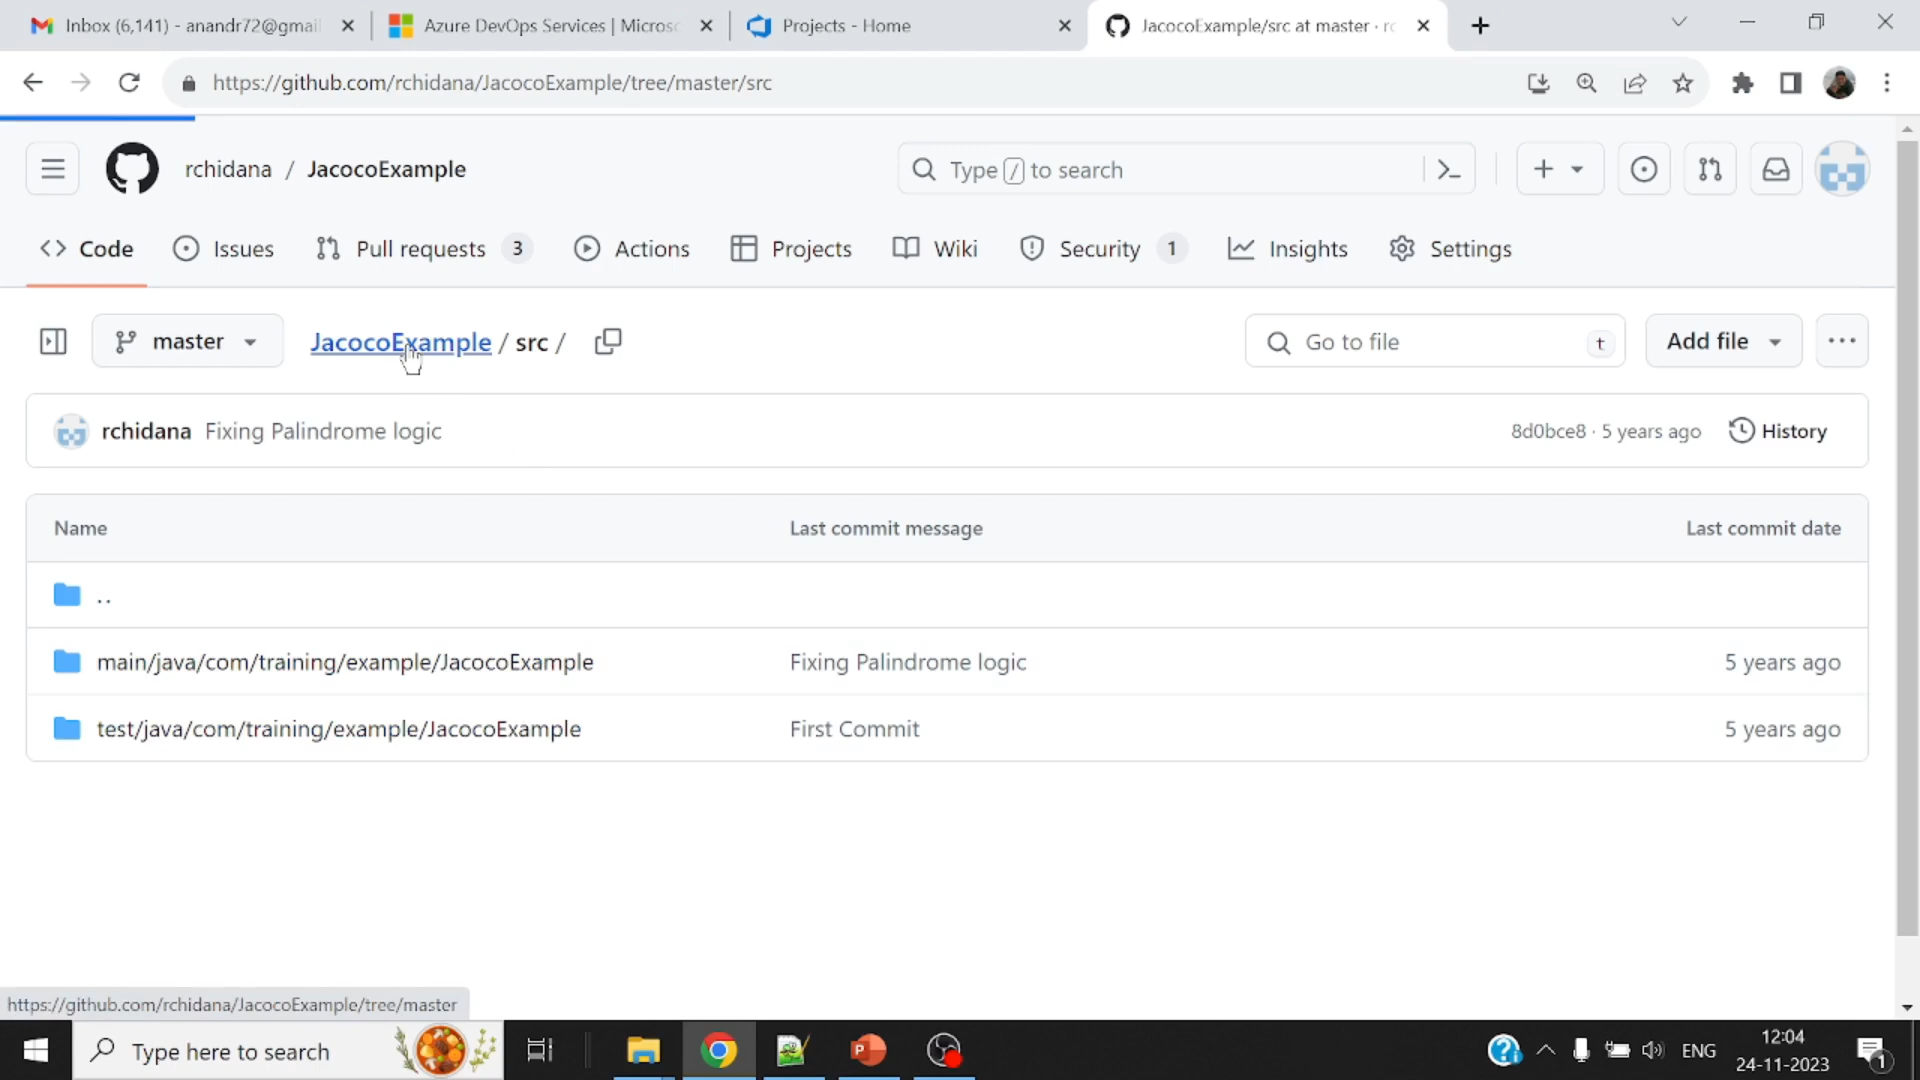 Inbox (6,141) - anandr72@gmail
Azure DevOps Services | Micros
Projects - Home
JacocoExample/src at master · rc
https://github.com/rchidana/JacocoExample/tree/master/src
rchidana / JacocoExample
Type / to search
Code
Issues
Pull requests 3
Actions
Projects
Wiki
Security 1
Insights
Settings
master
JacocoExample / src /
Go to file
t
Add file
rchidana Fixing Palindrome logic
8d0bce8 · 5 years ago
History
Name
Last commit message
Last commit date
..
main/java/com/training/example/JacocoExample
Fixing Palindrome logic
5 years ago
test/java/com/training/example/JacocoExample
First Commit
5 years ago
https://github.com/rchidana/JacocoExample/tree/master
Type here to search
P
ENG
12:04
24-11-2023
1